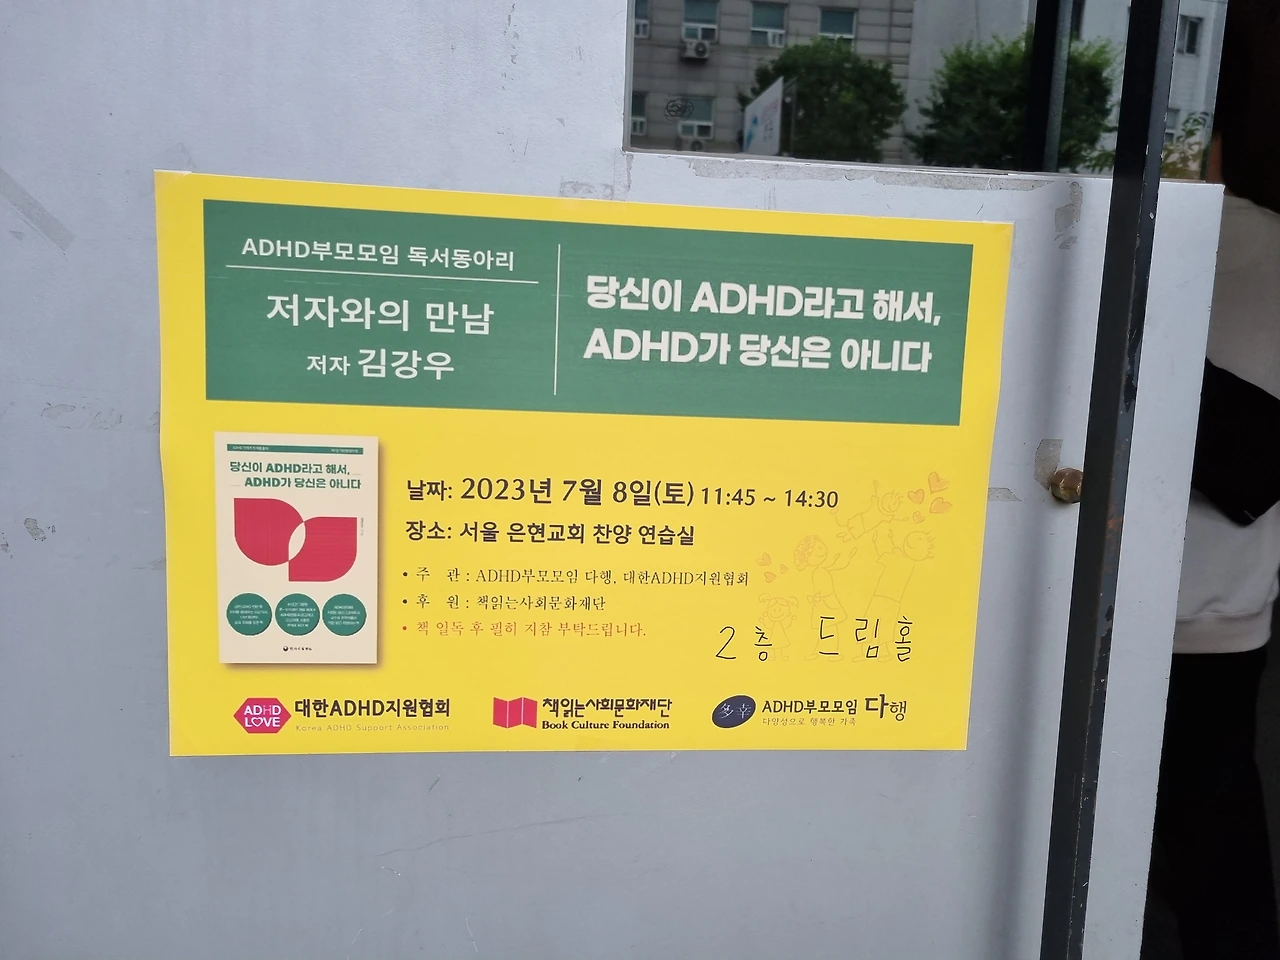 ADHD부모모임 독서동아리
저자와의 만남
저자 김강우
당신이 ADHD라고 해서,
ADHD가 당신은 아니다
당신이 ADHD라고 해서,
ADHD가 당신은 아니다
날짜: 2023년 7월 8일(토) 11:45 ~ 14:30
장소: 서울 은현교회 찬양 연습실
• 주 관 : ADHD부모모임 다행, 대한ADHD지원협회
• 후 원 : 책읽는사회문화재단
• 책 일독 후 필히 지참 부탁드립니다.
2층 드림홀
ADHD LOVE
대한ADHD지원협회
Korea ADHD Support Association
책읽는사회문화재단
Book Culture Foundation
多幸
ADHD부모모임 다행
다양성으로 행복한 가족